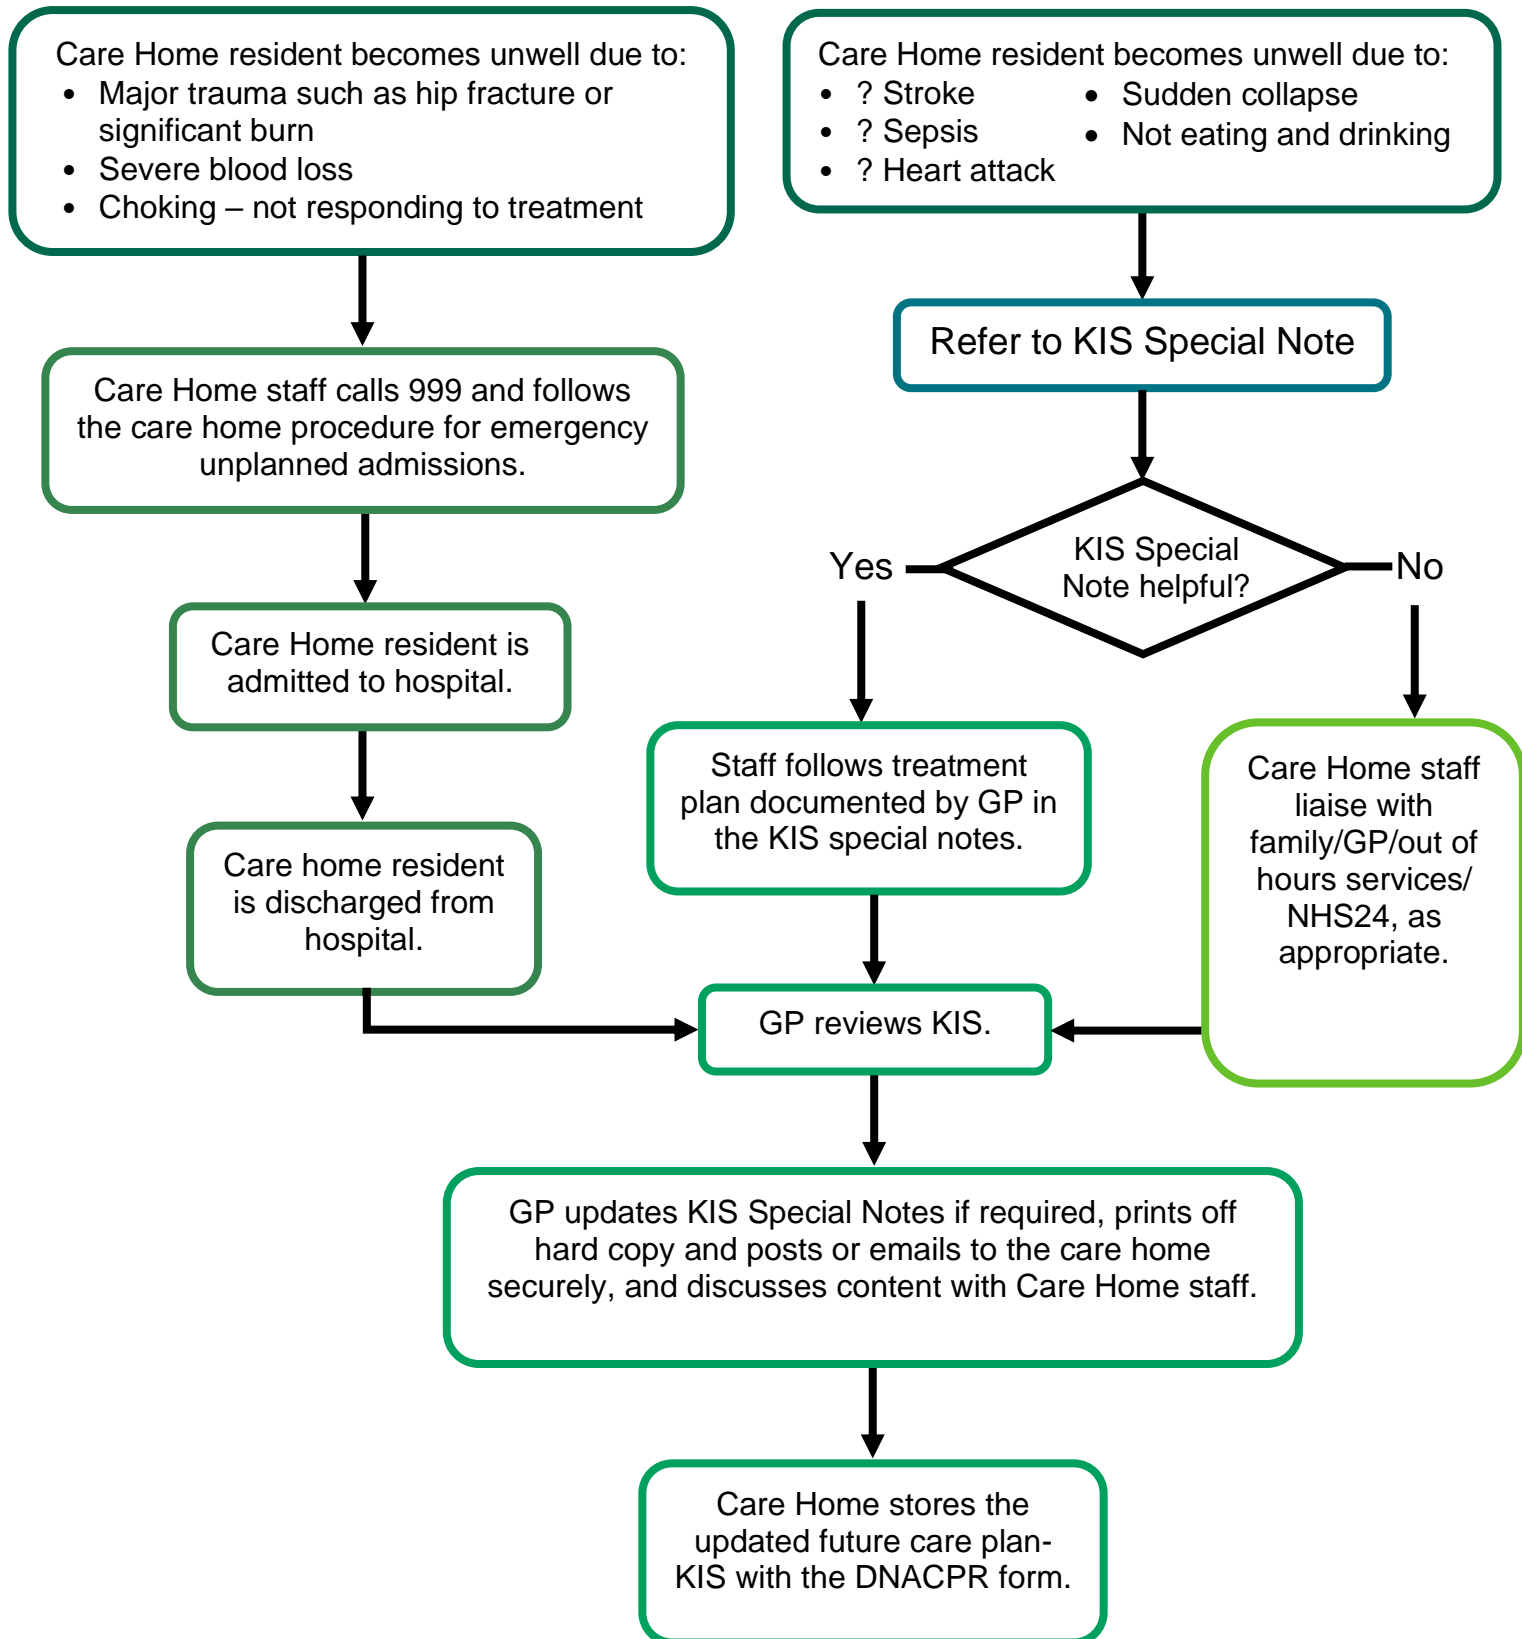 Care Home resident becomes unwell due to:
• Major trauma such as hip fracture or
significant burn
• Severe blood loss
• Choking – not responding to treatment
Care Home resident becomes unwell due to:
• ? Stroke
• ? Sepsis
• ? Heart attack
• Sudden collapse
• Not eating and drinking
Care Home staff calls 999 and follows
the care home procedure for emergency
unplanned admissions.
Care Home resident is
admitted to hospital.
Care home resident
is discharged from
hospital.
Refer to KIS Special Note
KIS Special
Note helpful?
Yes
No
Staff follows treatment
plan documented by GP in
the KIS special notes.
Care Home staff
liaise with
family/GP/out of
hours services/
NHS24, as
appropriate.
GP reviews KIS.
GP updates KIS Special Notes if required, prints off
hard copy and posts or emails to the care home
securely, and discusses content with Care Home staff.
Care Home stores the
updated future care plan-
KIS with the DNACPR form.